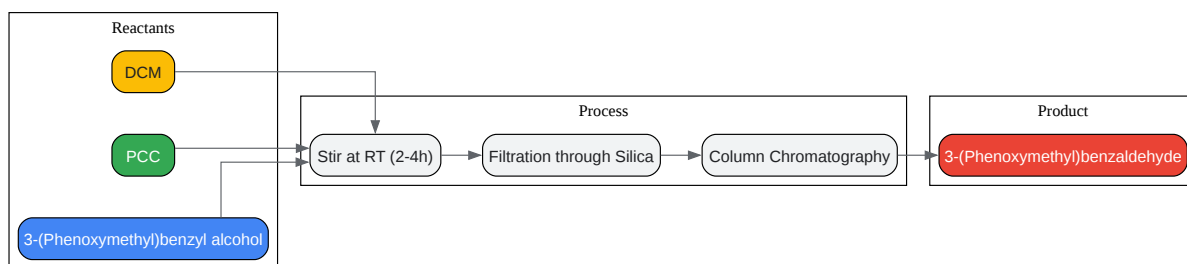 Reactants
DCM
PCC
3-(Phenoxymethyl)benzyl alcohol
Process
Stir at RT (2-4h)
Filtration through Silica
Column Chromatography
Product
3-(Phenoxymethyl)benzaldehyde